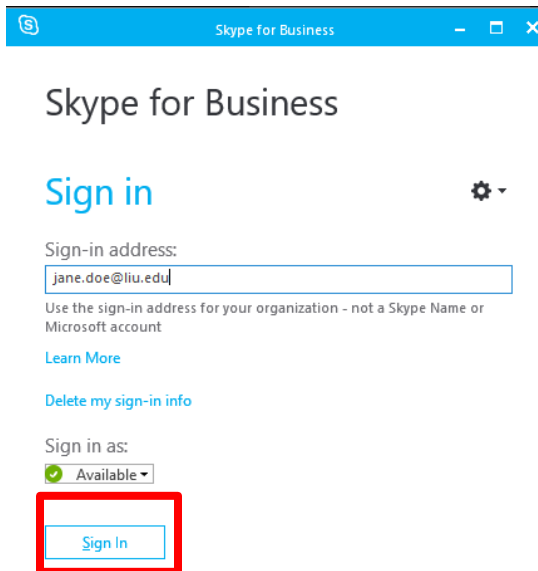 Skype for Business
Skype for Business
Sign in
Sign-in address:
jane.doe@liu.edu
Use the sign-in address for your organization - not a Skype Name or
Microsoft account
Learn More
Delete my sign-in info
Sign in as:
Available
Sign In